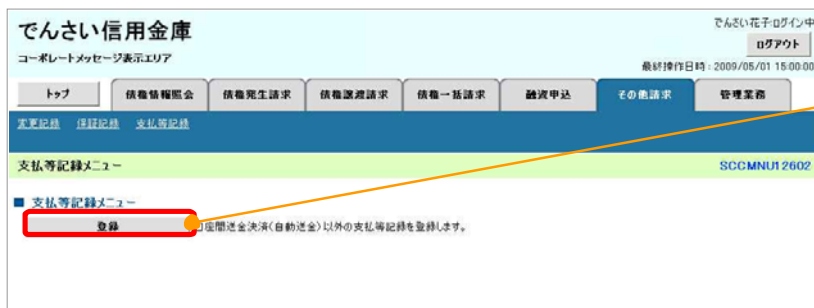 でんさい信用金庫
でんさい花子:ログイン中
ログアウト
コーポレートメッセージ表示エリア
最終操作日時:2009/05/01 15:00:00
トップ 債権情報照会 債権発生請求 債権譲渡請求 債権一括請求 融資申込 その他請求 管理業務
変更記録 保証記録 支払等記録
支払等記録メニュー SCCMNU12602
■ 支払等記録メニュー
登録 口座間送金決済(自動送金)以外の支払等記録を登録します。